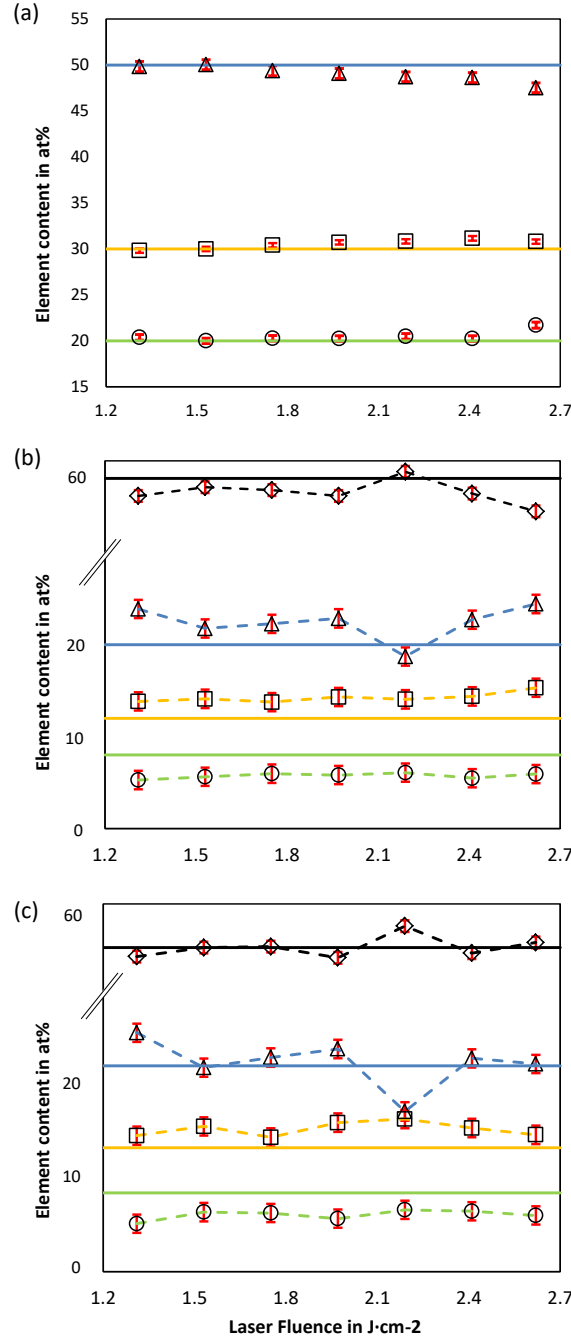 (a)
Element content in at%
55
50
45
40
35
30
25
20
15
1.2 1.5 1.8 2.1 2.4 2.7
(b)
Element content in at%
60
20
10
0
1.2 1.5 1.8 2.1 2.4 2.7
(c)
Element content in at%
60
20
10
0
1.2 1.5 1.8 2.1 2.4 2.7
Laser Fluence in J·cm-2